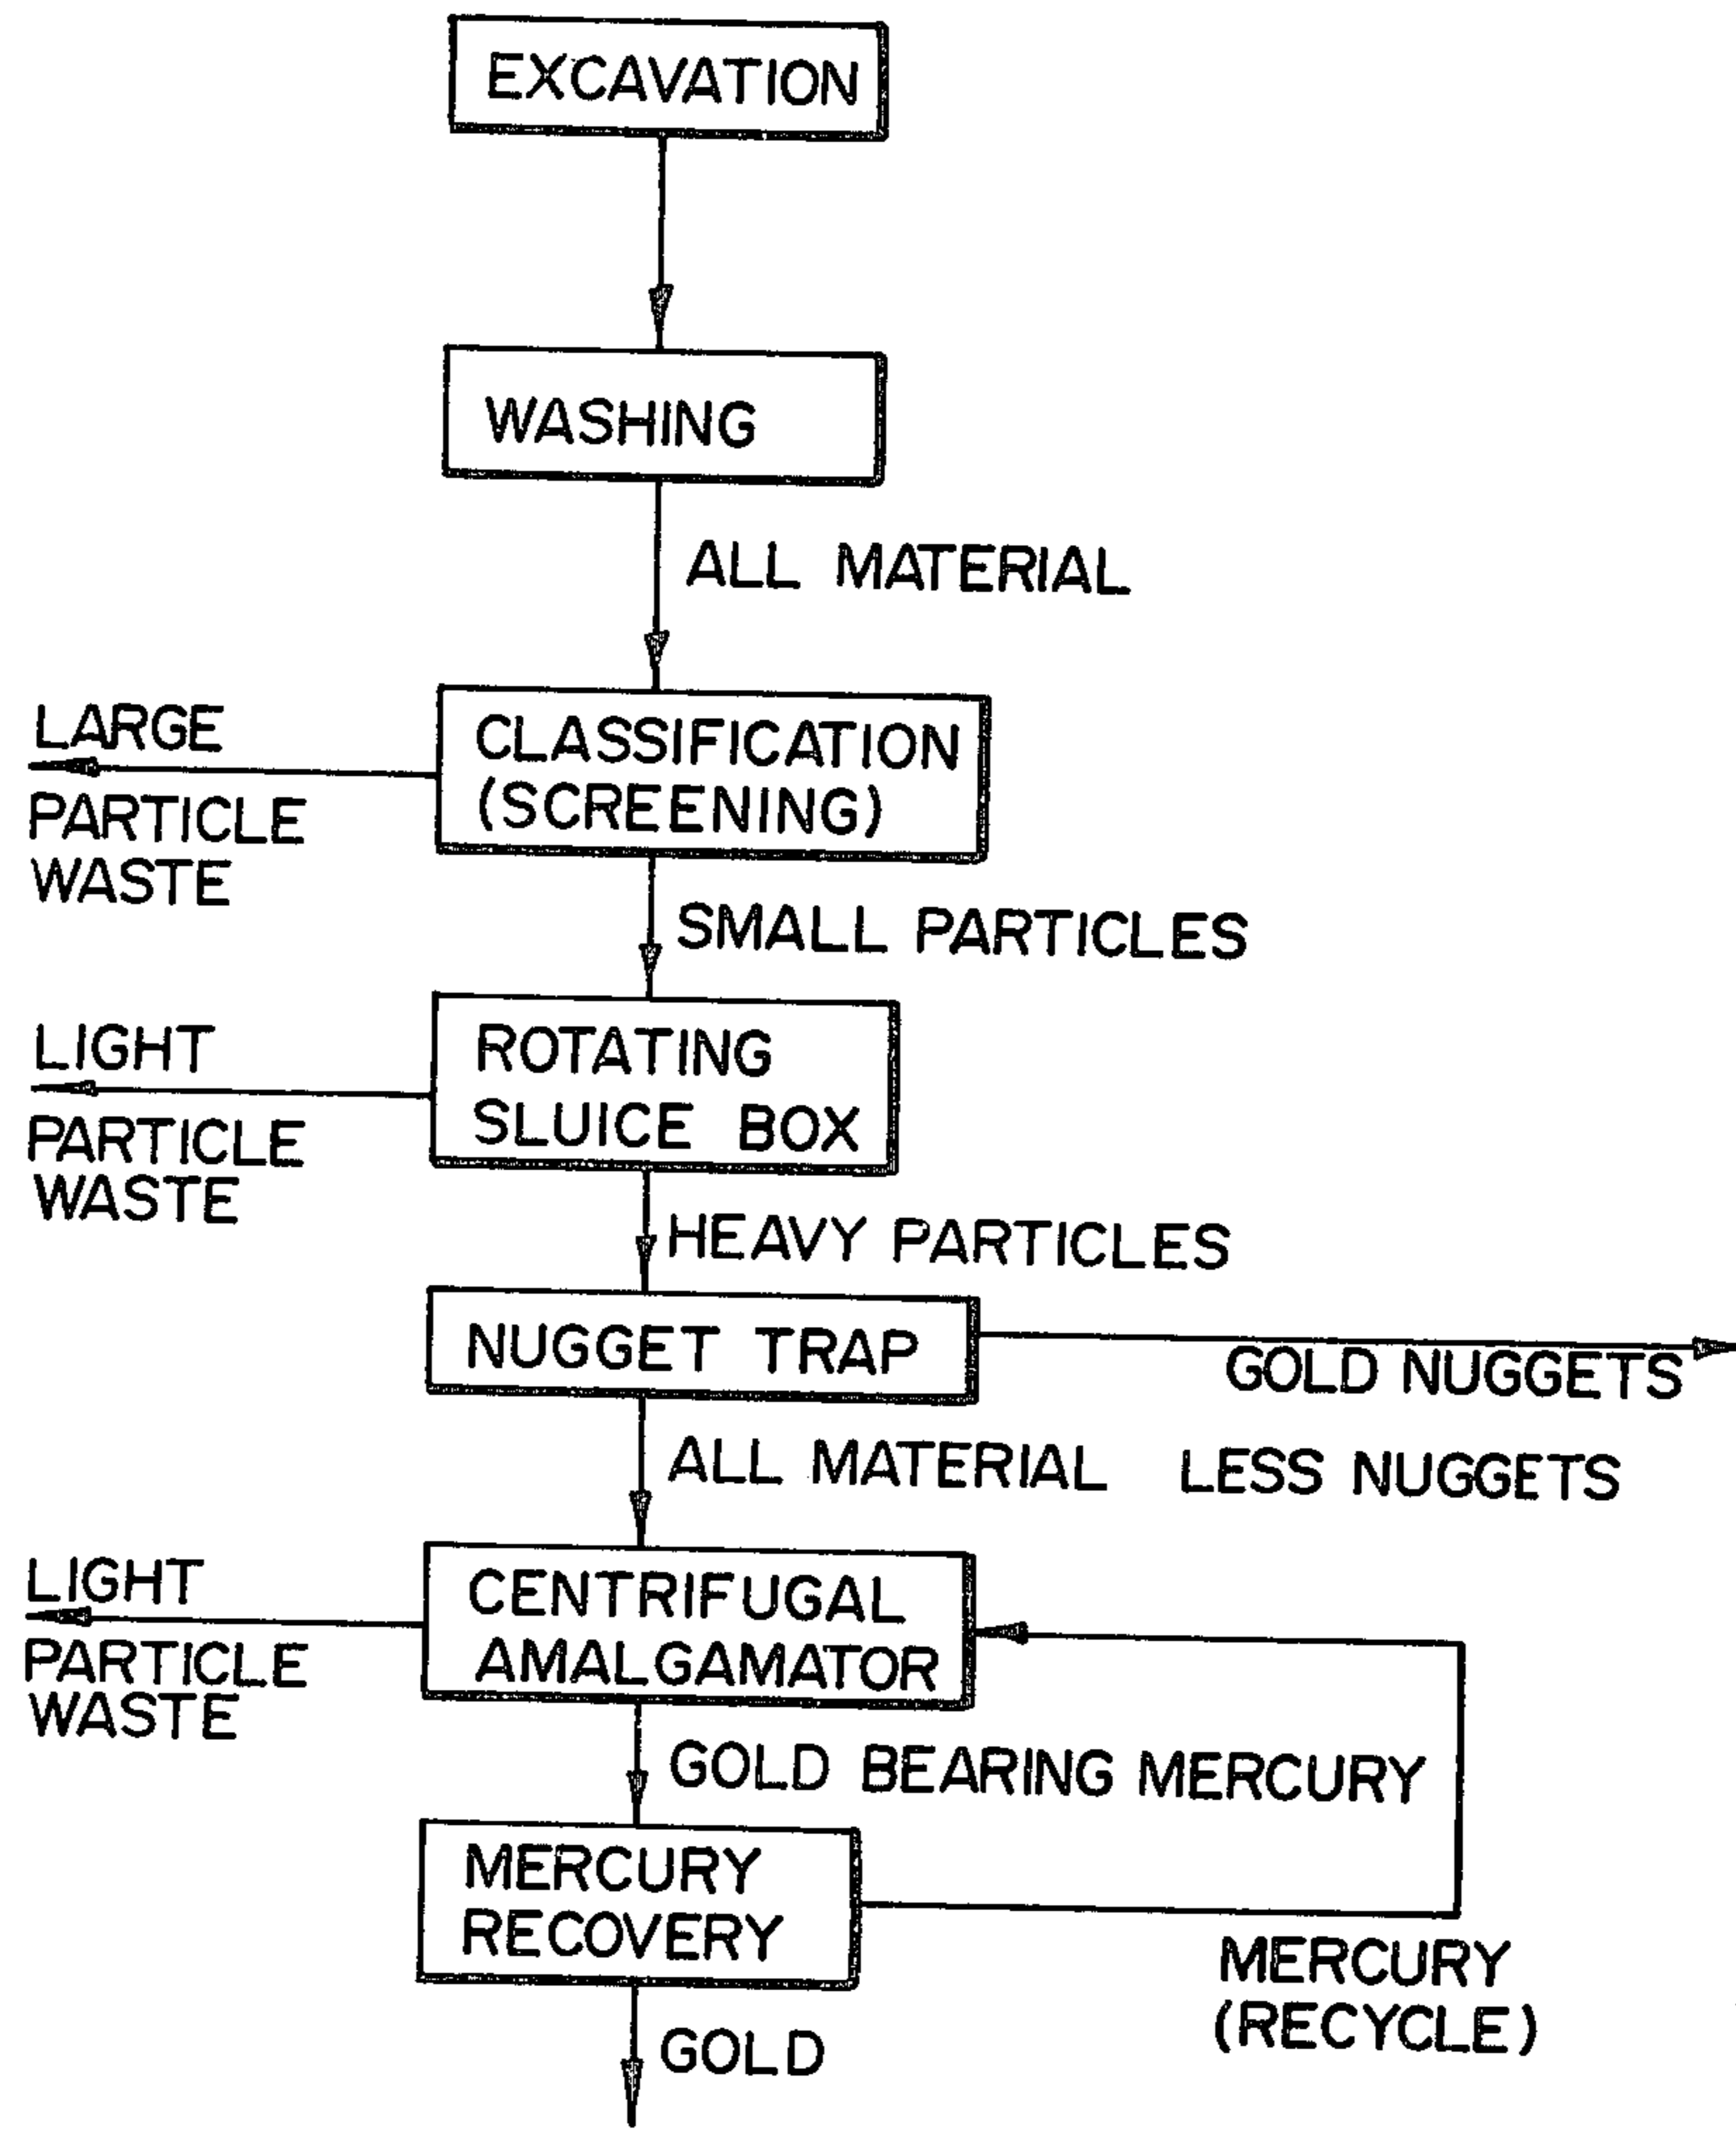 EXCAVATION
WASHING
ALL MATERIAL
LARGE
PARTICLE
WASTE
CLASSIFICATION
(SCREENING)
SMALL PARTICLES
LIGHT
PARTICLE
WASTE
ROTATING
SLUICE BOX
HEAVY PARTICLES
NUGGET TRAP
GOLD NUGGETS
ALL MATERIAL LESS NUGGETS
LIGHT
PARTICLE
WASTE
CENTRIFUGAL
AMALGAMATOR
GOLD BEARING MERCURY
MERCURY
RECOVERY
MERCURY
(RECYCLE)
GOLD